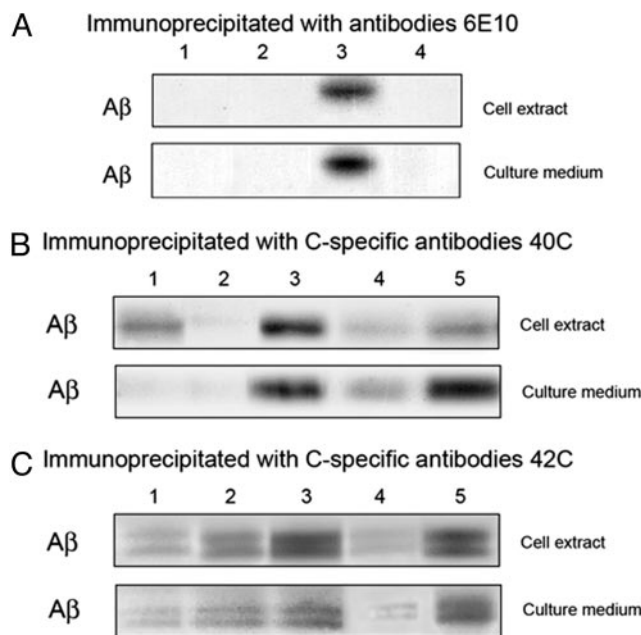 A
Immunoprecipitated with antibodies 6E10
1 2 3 4
Aβ Cell extract
Aβ Culture medium
B Immunoprecipitated with C-specific antibodies 40C
1 2 3 4 5
Aβ Cell extract
Aβ Culture medium
C Immunoprecipitated with C-specific antibodies 42C
1 2 3 4 5
Aβ Cell extract
Aβ Culture medium